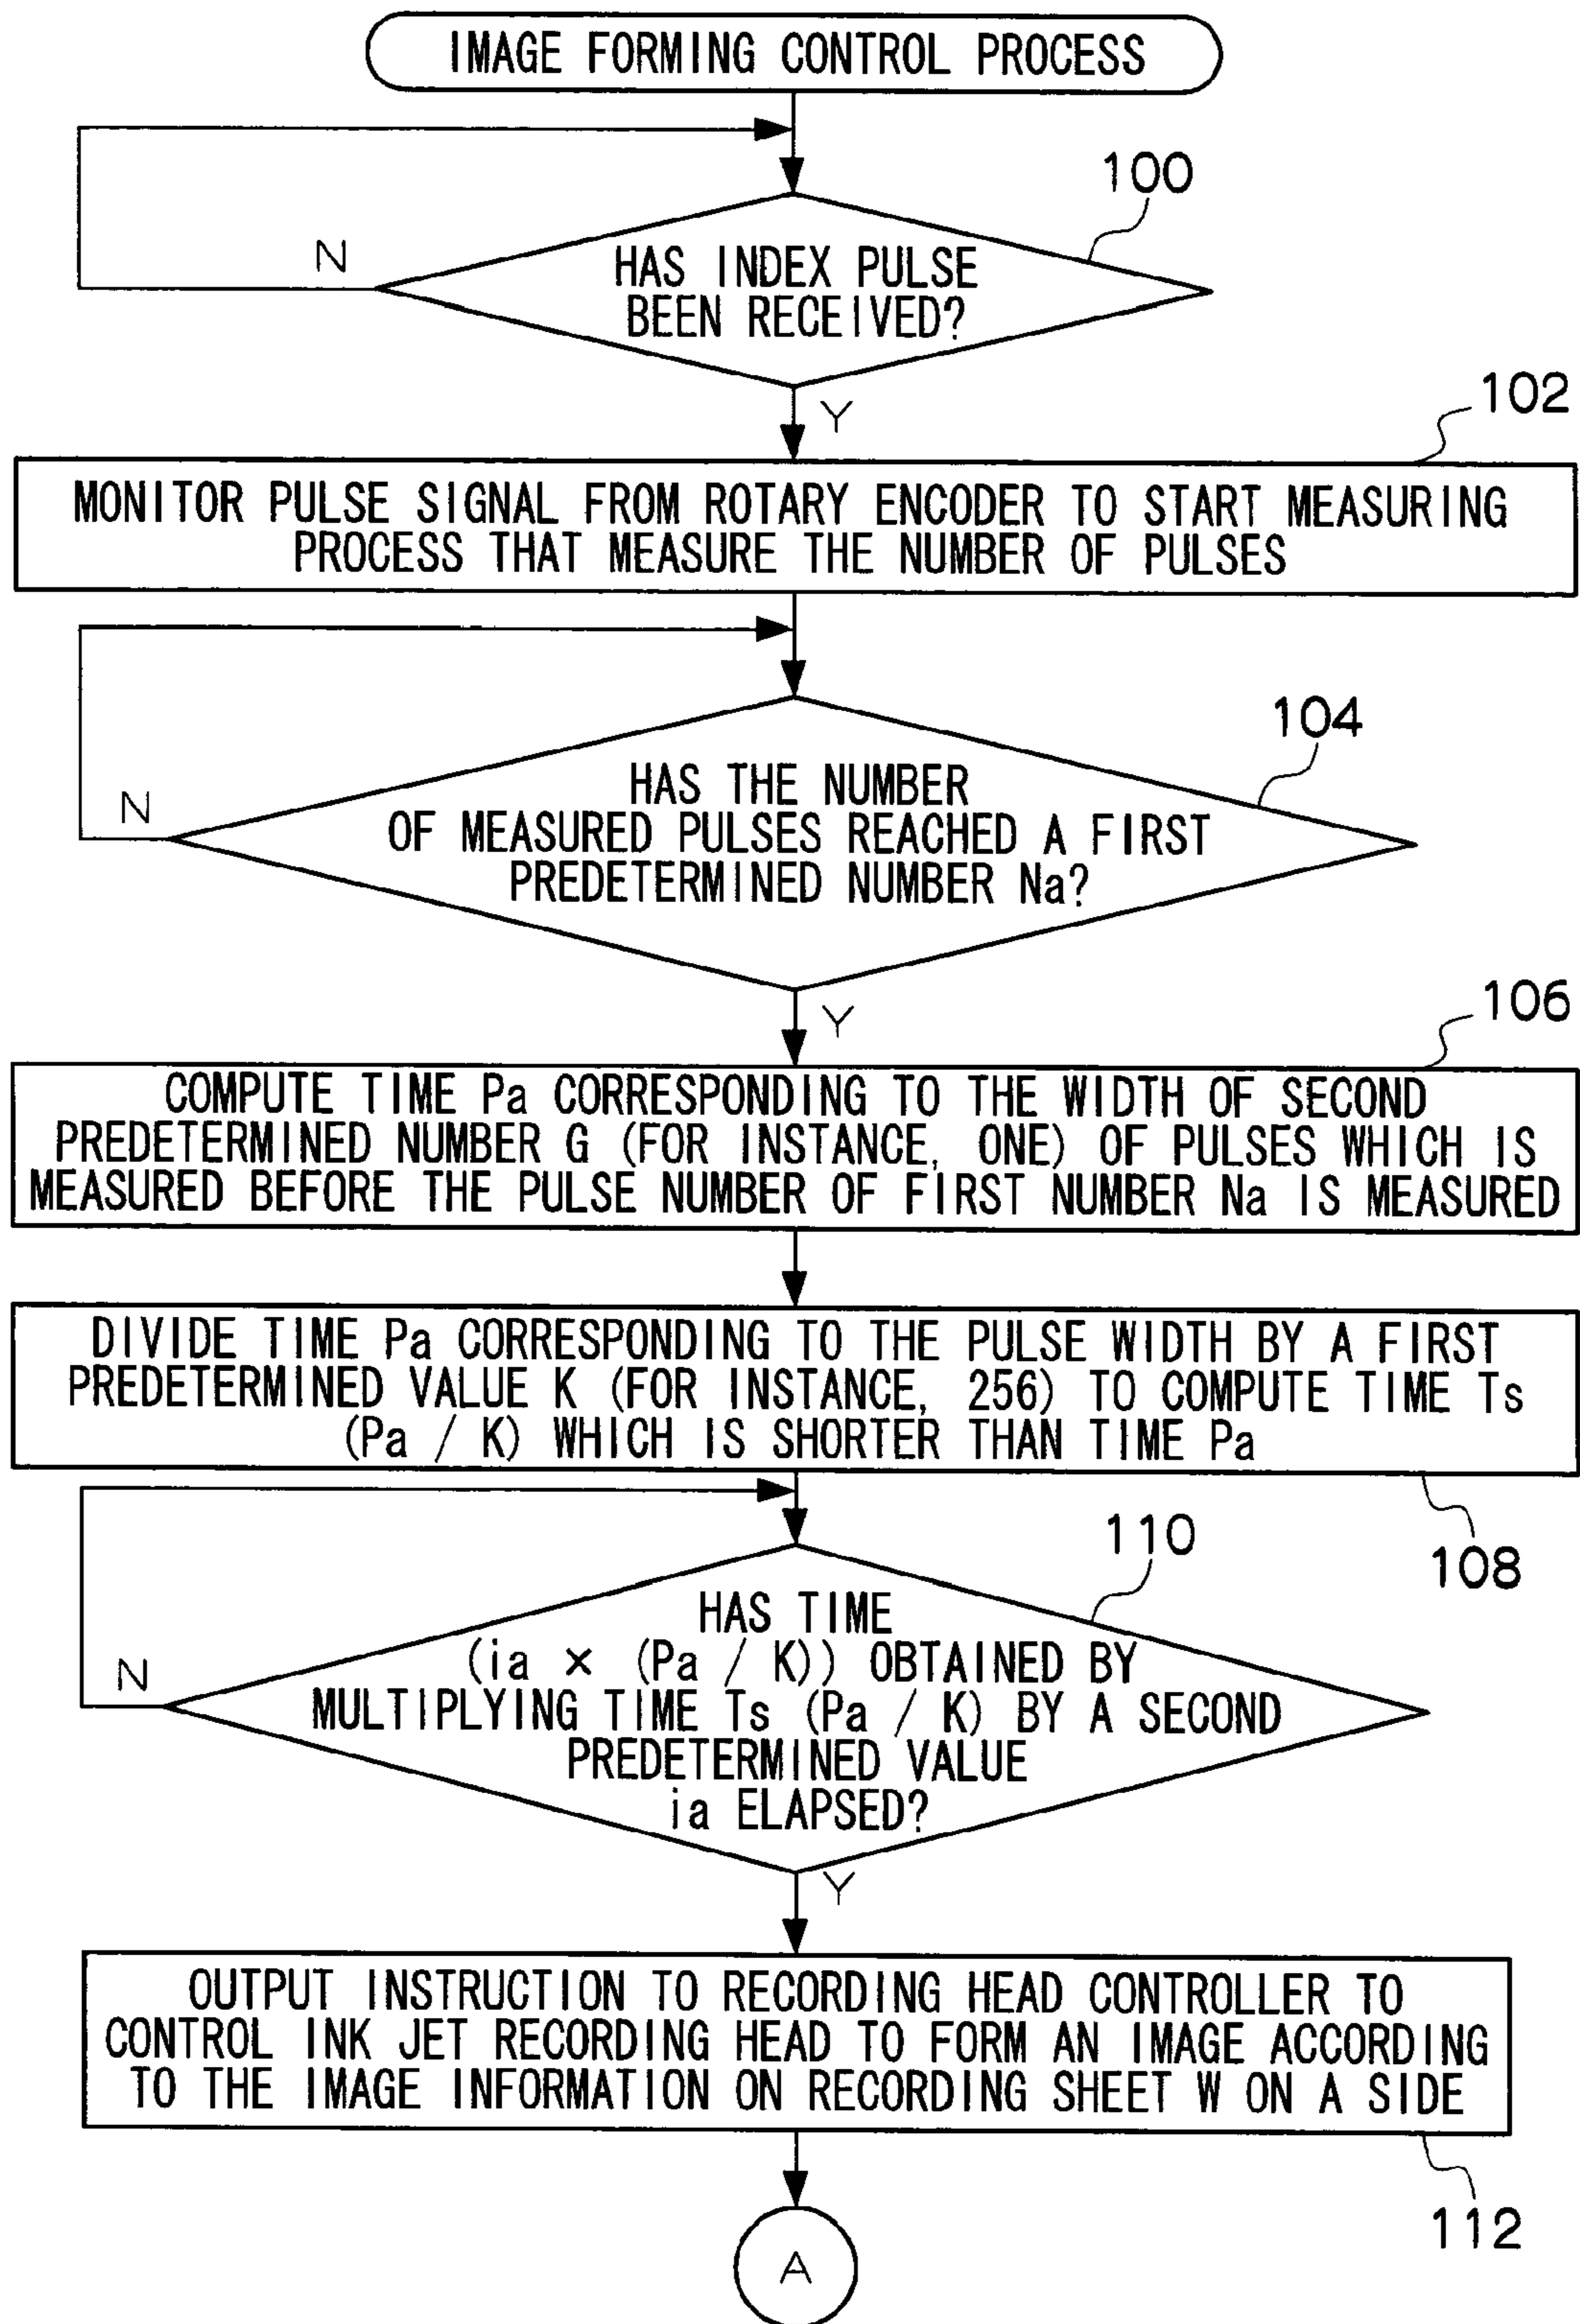 IMAGE FORMING CONTROL PROCESS
100
N
HAS INDEX PULSE
BEEN RECEIVED?
Y
102
MONITOR PULSE SIGNAL FROM ROTARY ENCODER TO START MEASURING
PROCESS THAT MEASURE THE NUMBER OF PULSES
104
N
HAS THE NUMBER
OF MEASURED PULSES REACHED A FIRST
PREDETERMINED NUMBER Na?
Y
106
COMPUTE TIME Pa CORRESPONDING TO THE WIDTH OF SECOND
PREDETERMINED NUMBER G (FOR INSTANCE, ONE) OF PULSES WHICH IS
MEASURED BEFORE THE PULSE NUMBER OF FIRST NUMBER Na IS MEASURED
DIVIDE TIME Pa CORRESPONDING TO THE PULSE WIDTH BY A FIRST
PREDETERMINED VALUE K (FOR INSTANCE, 256) TO COMPUTE TIME Ts
(Pa / K) WHICH IS SHORTER THAN TIME Pa
108
110
N
HAS TIME
(ia × (Pa / K)) OBTAINED BY
MULTIPLYING TIME Ts (Pa / K) BY A SECOND
PREDETERMINED VALUE
ia ELAPSED?
Y
OUTPUT INSTRUCTION TO RECORDING HEAD CONTROLLER TO
CONTROL INK JET RECORDING HEAD TO FORM AN IMAGE ACCORDING
TO THE IMAGE INFORMATION ON RECORDING SHEET W ON A SIDE
112
A